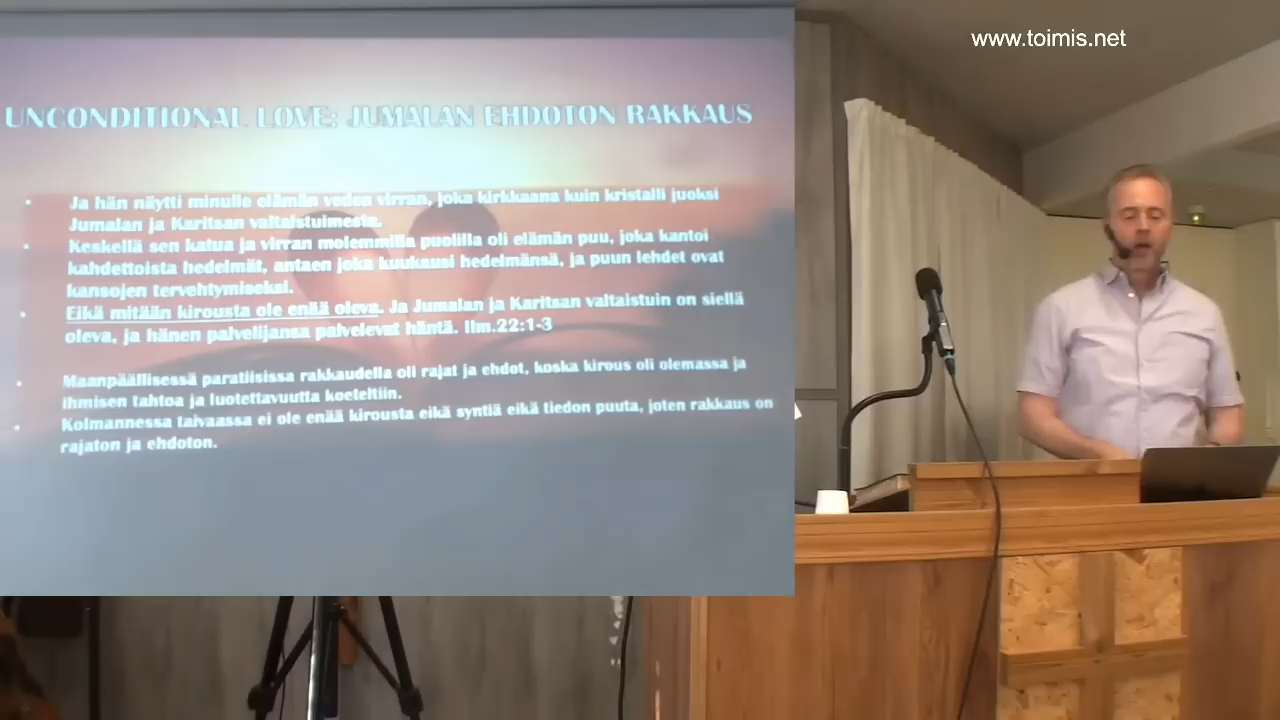 www.toimis.net
UNCONDITIONAL LOVE: JUMALAN EHDOTON RAKKAUS
• Ja hän näytti minulle elämän veden virran, joka kirkkaana kuin kristalli juoksi
Jumalan ja Karitsan valtaistuimesta.
• Keskellä sen katua ja virran molemmilla puolilla oli elämän puu, joka kantoi
kahdettoista hedelmät, antaen joka kuukausi hedelmänsä, ja puun lehdet ovat
kansojen tervehtymiseksi.
• Eikä mitään kirousta ole enää oleva. Ja Jumalan ja Karitsan valtaistuin on siellä
oleva, ja hänen palvelijansa palvelevat häntä. Ilm.22:1-3
• Maanpäällisessä paratiisissa rakkaudella oli rajat ja ehdot, koska kirous oli olemassa ja
ihmisen tahtoa ja luotettavuutta koeteltiin.
• Kolmannessa taivaassa ei ole enää kirousta eikä syntiä eikä tiedon puuta, joten rakkaus on
rajaton ja ehdoton.